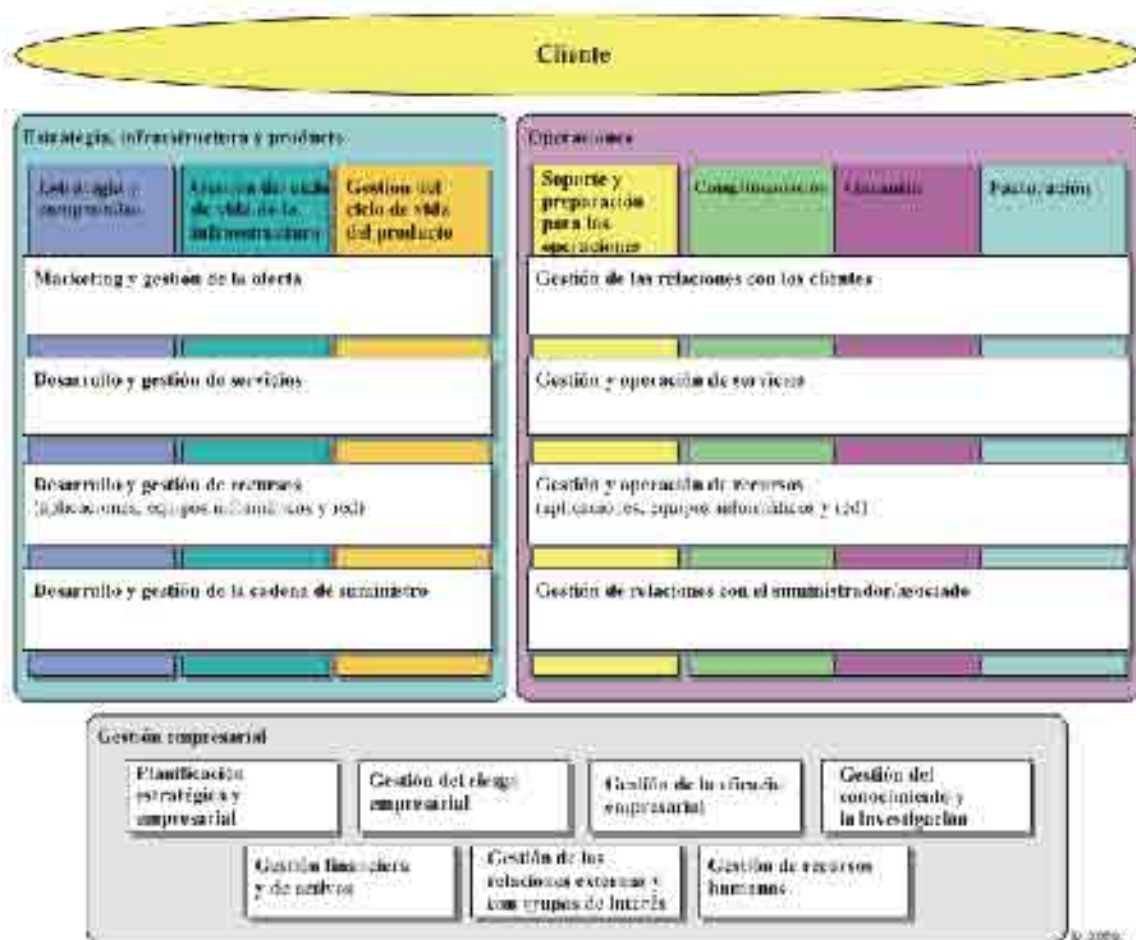 Cliente
Estrategia, infraestructura y producto
Operaciones
Estrategia y
compromiso
Gestión del ciclo
de vida de la
infraestructura
Gestión del
ciclo de vida
del producto
Soporte y
preparación
para las
operaciones
Cumplimiento
Facturación
Marketing y gestión de la oferta
Gestión de las relaciones con los clientes
Desarrollo y gestión de servicios
Gestión y operación de servicios
Desarrollo y gestión de recursos
(aplicaciones, equipos informáticos y red)
Gestión y operación de recursos
(aplicaciones, equipos informáticos y red)
Desarrollo y gestión de la cadena de suministro
Gestión de relaciones con el suministrador/asociado
Gestión empresarial
Planificación
estratégica y
empresarial
Gestión del riesgo
empresarial
Gestión de la eficacia
empresarial
Gestión del
conocimiento y
la investigación
Gestión financiera
y de activos
Gestión de las
relaciones externas y
con grupos de interés
Gestión de recursos
humanos